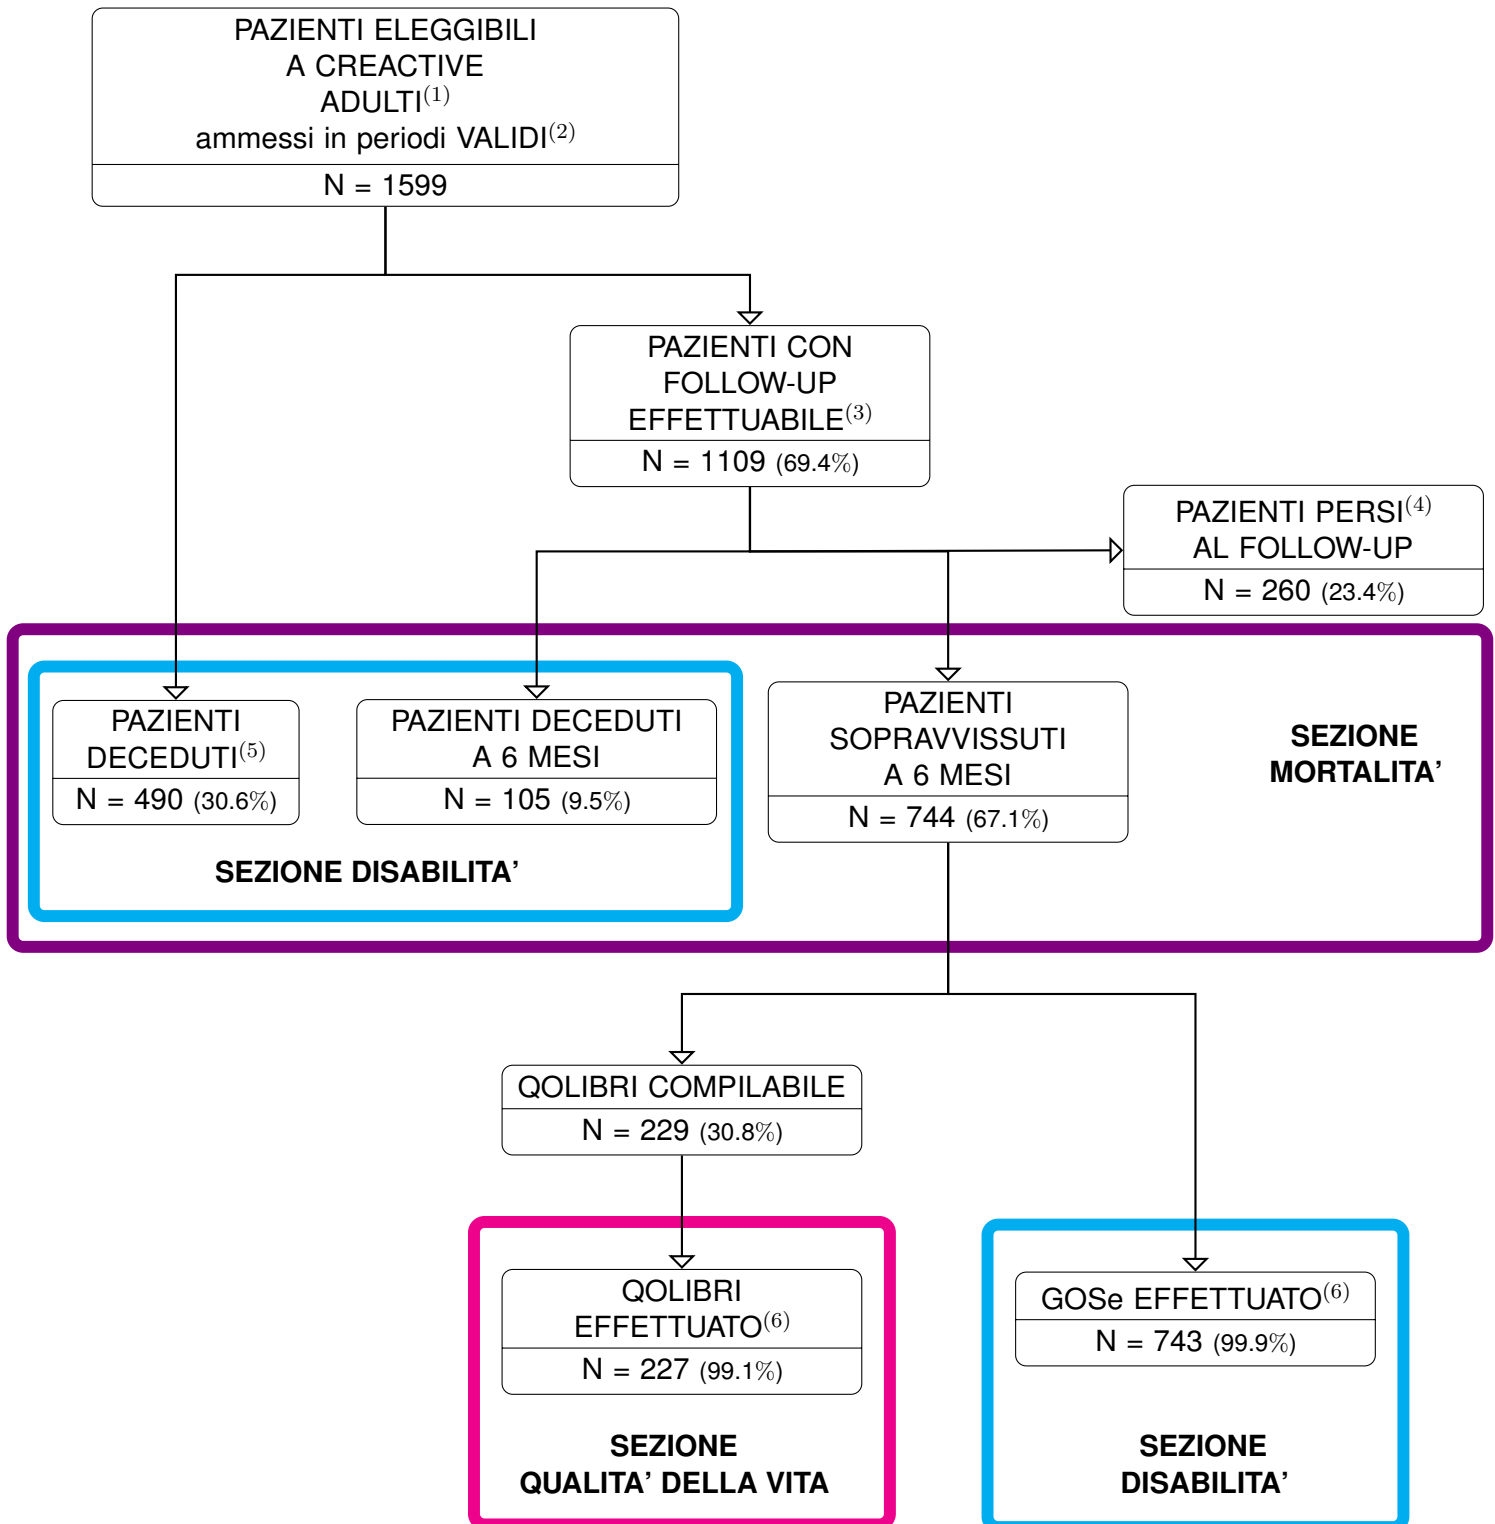 PAZIENTI ELEGGIBILI
A CREACTIVE
ADULTI(1)
ammessi in periodi VALIDI(2)
N = 1599
PAZIENTI CON
FOLLOW-UP
EFFETTUABILE(3)
N = 1109 (69.4%)
PAZIENTI PERSI(4)
AL FOLLOW-UP
N = 260 (23.4%)
PAZIENTI
DECEDUTI(5)
N = 490 (30.6%)
PAZIENTI DECEDUTI
A 6 MESI
N = 105 (9.5%)
SEZIONE DISABILITA’
PAZIENTI
SOPRAVVISSUTI
A 6 MESI
N = 744 (67.1%)
SEZIONE
MORTALITA’
QOLIBRI COMPILABILE
N = 229 (30.8%)
QOLIBRI
EFFETTUATO(6)
N = 227 (99.1%)
SEZIONE
QUALITA’ DELLA VITA
GOSe EFFETTUATO(6)
N = 743 (99.9%)
SEZIONE
DISABILITA’